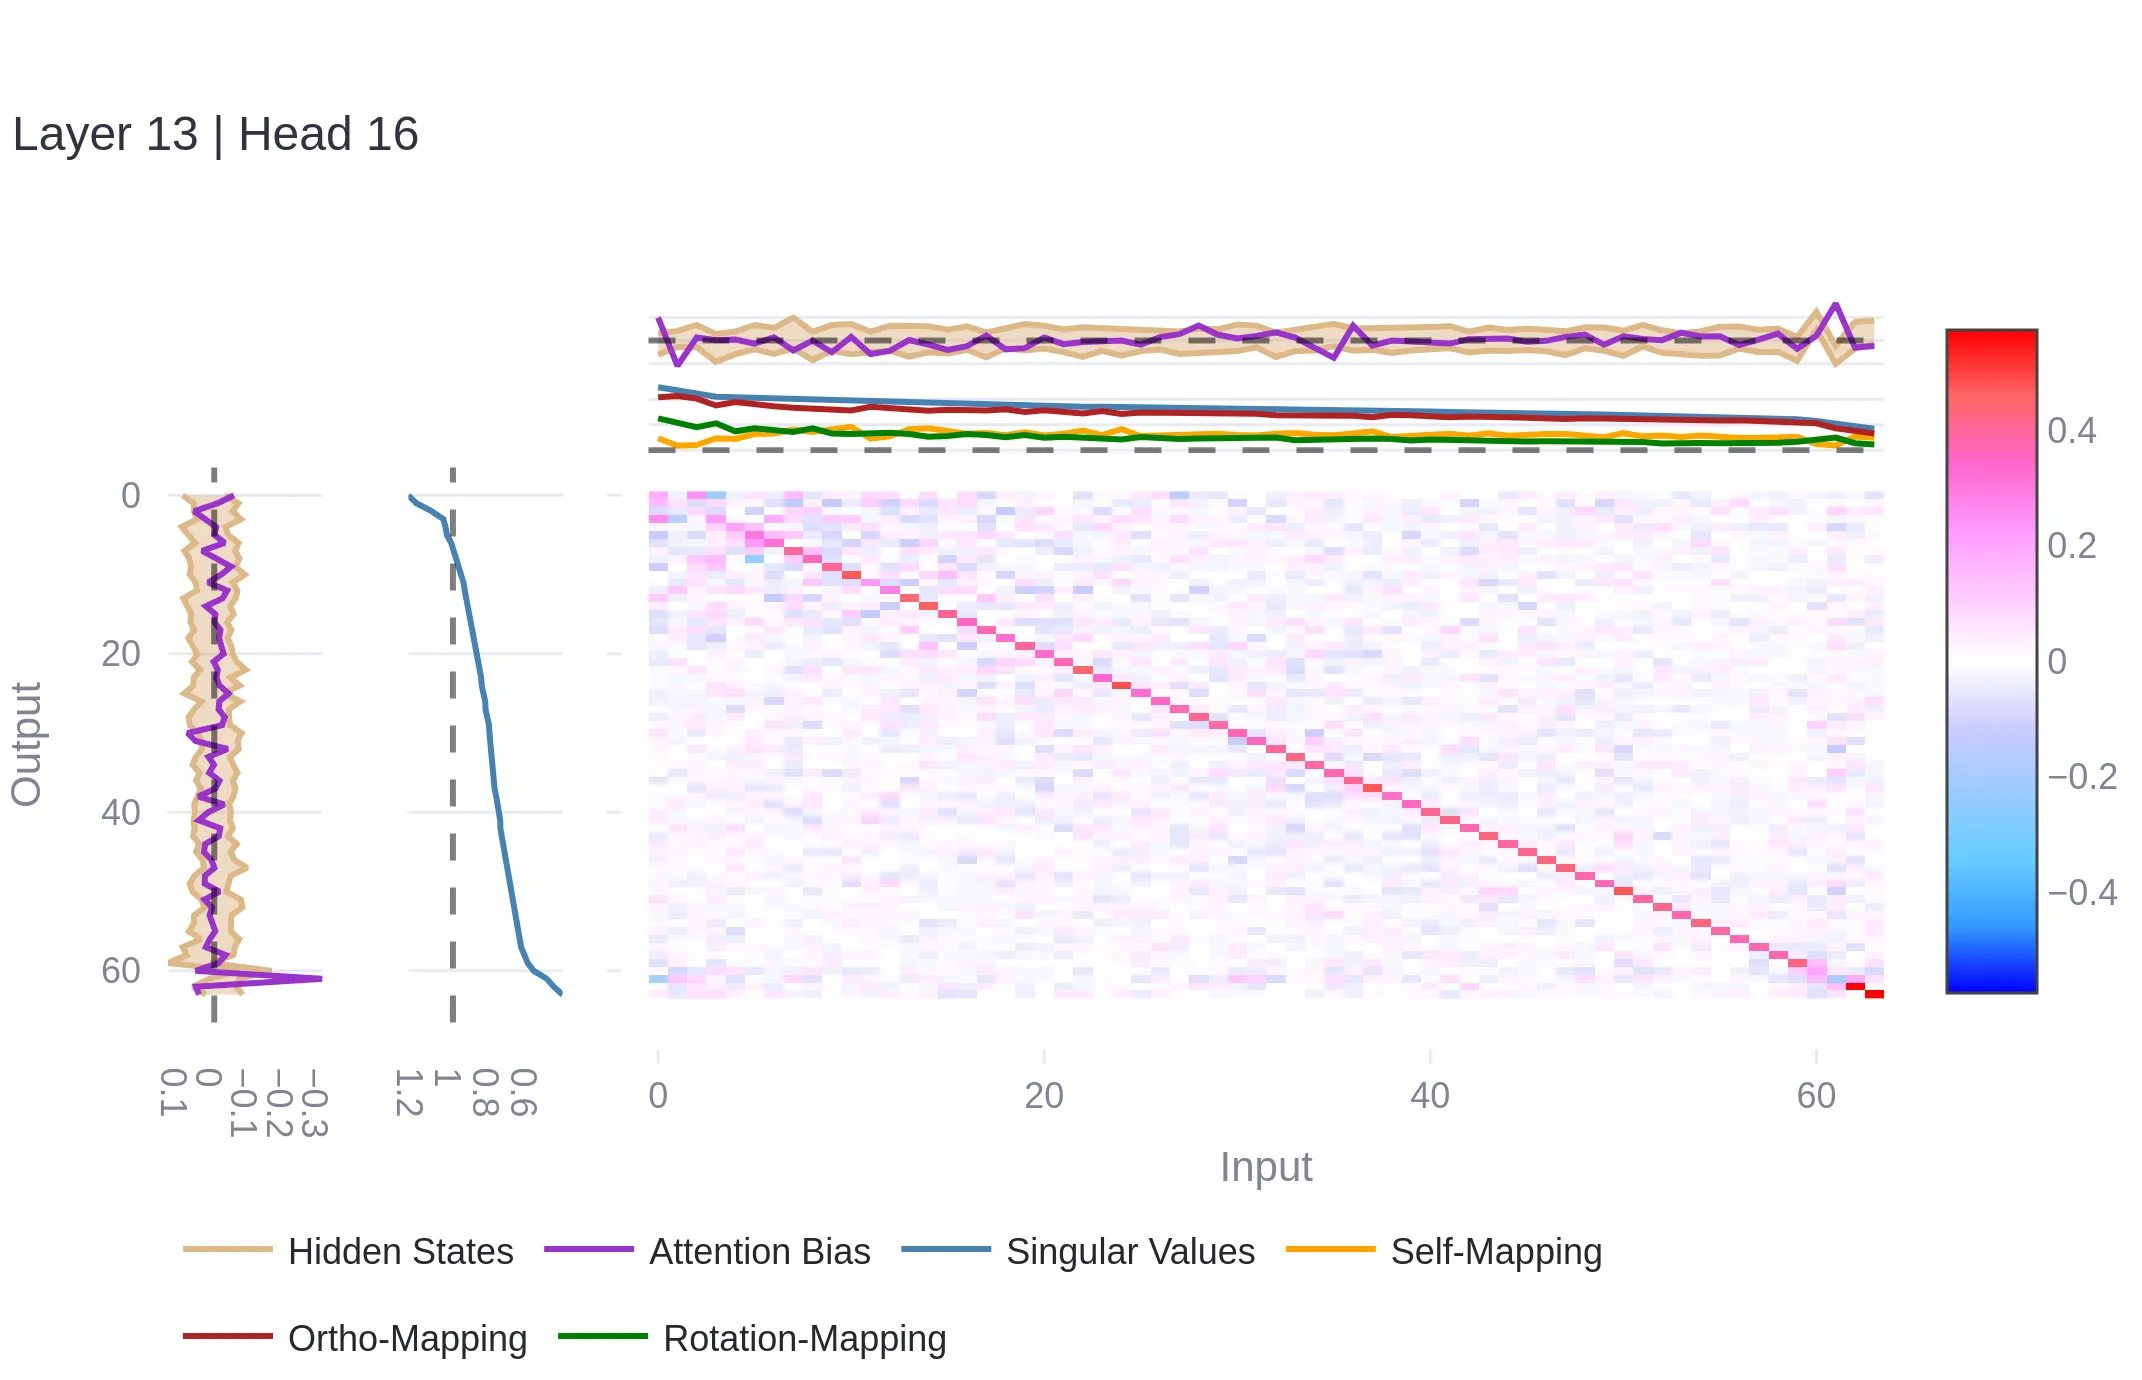 Layer 13 | Head 16
0
20
40
60
Output
0.1
0
−0.1
−0.2
−0.3
1.2
1
0.8
0.6
0
20
40
60
Input
0.4
0.2
0
−0.2
−0.4
Hidden States
Attention Bias
Singular Values
Self-Mapping
Ortho-Mapping
Rotation-Mapping